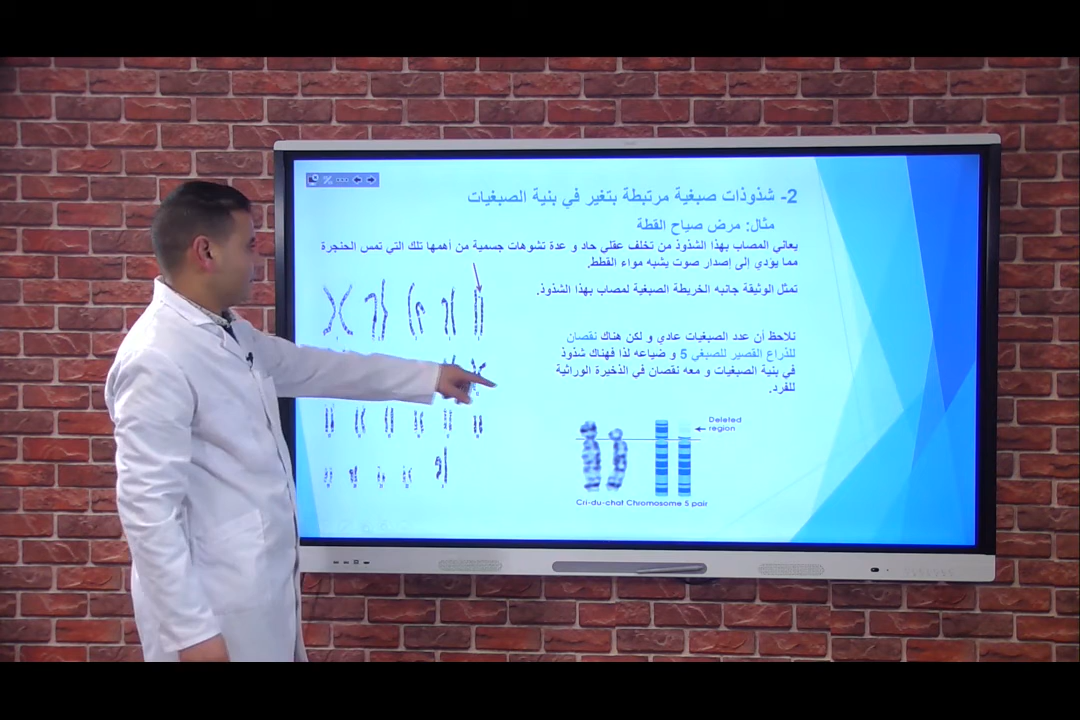 2- شذوذات صبغية مرتبطة بتغير في بنية الصبغيات
مثال: مرض صياح القطة
يعاني المصاب بهذا الشذوذ من تخلف عقلي حاد و عدة تشوهات جسمية من أهمها تلك التي تمس الحنجرة
مما يؤدي إلى إصدار صوت يشبه مواء القطط.
تمثل الوثيقة جانبه الخريطة الصبغية لمصاب بهذا الشذوذ.
نلاحظ أن عدد الصبغيات عادي و لكن هناك نقصان
للذراع القصير للصبغي 5 و ضياعه لذا فهناك شذوذ
في بنية الصبغيات و معه نقصان في الذخيرة الوراثية
للفرد.
Deleted
region
Cri-du-chat Chromosome 5 pair